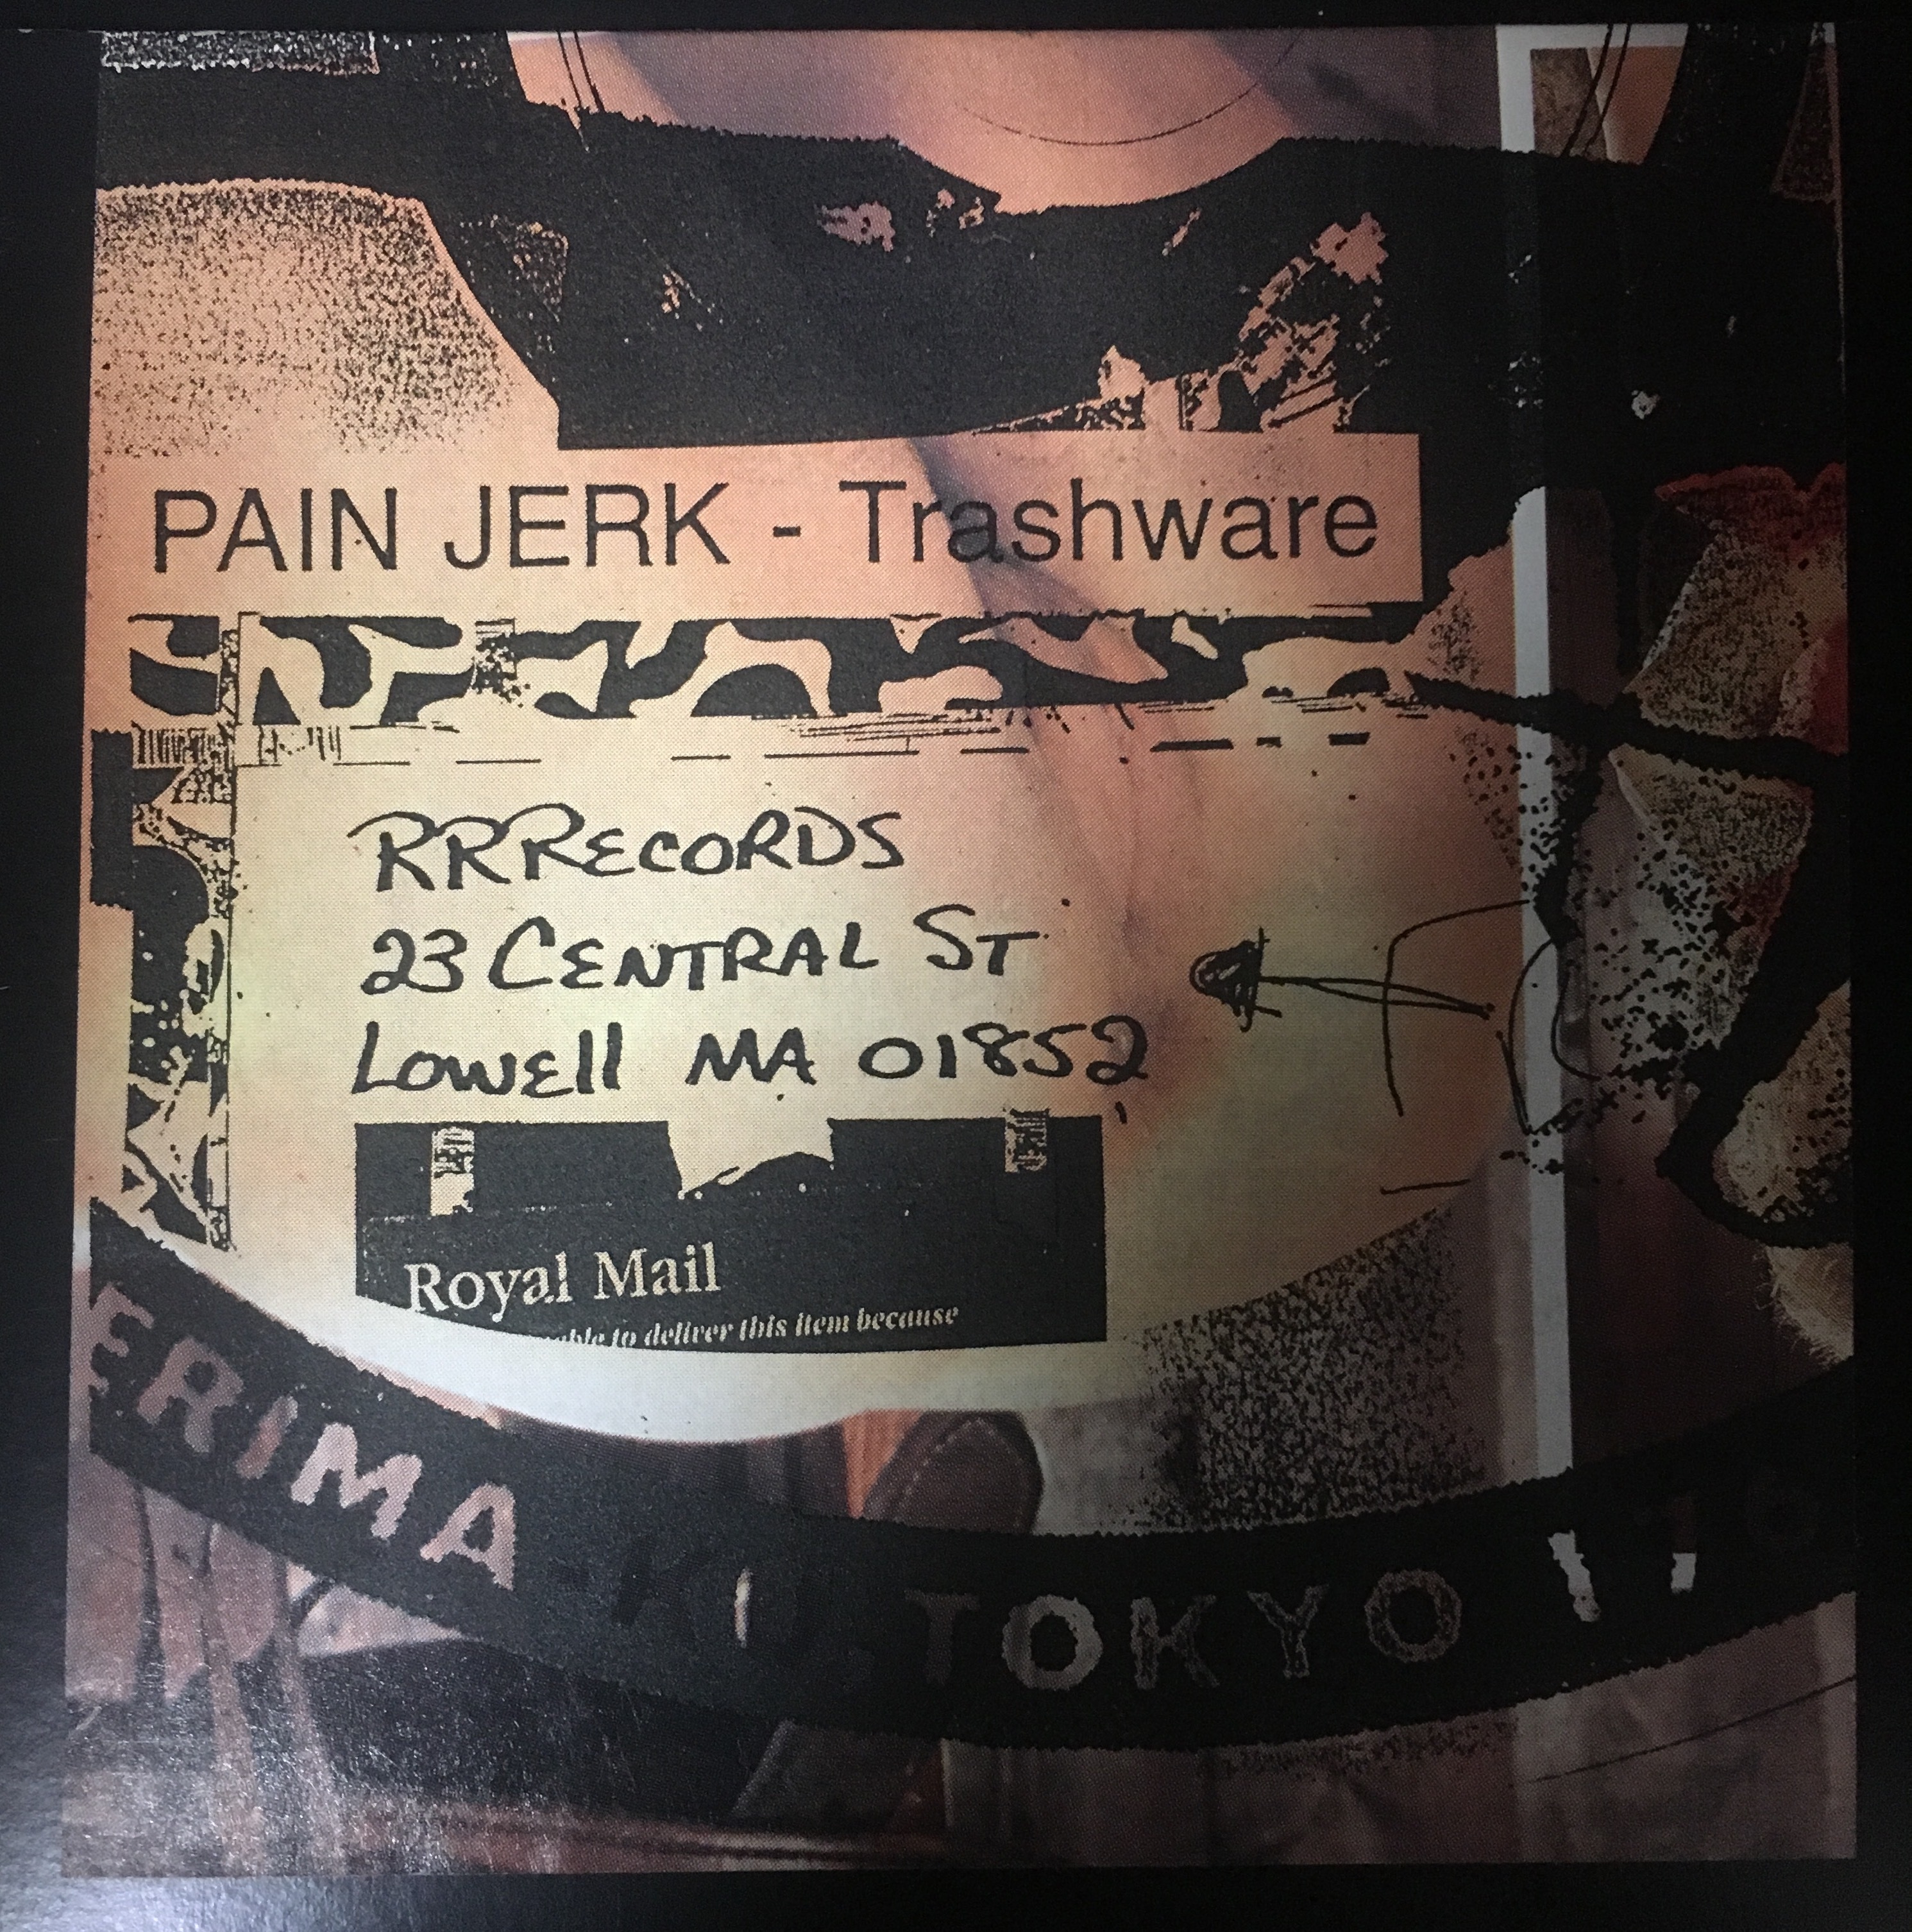 PAIN JERK - Trashware
RRRECORDS
23 CENTRAL ST
LOWEll MA 01852
Royal Mail
able to deliver this item because
ERIMA
TOKYO